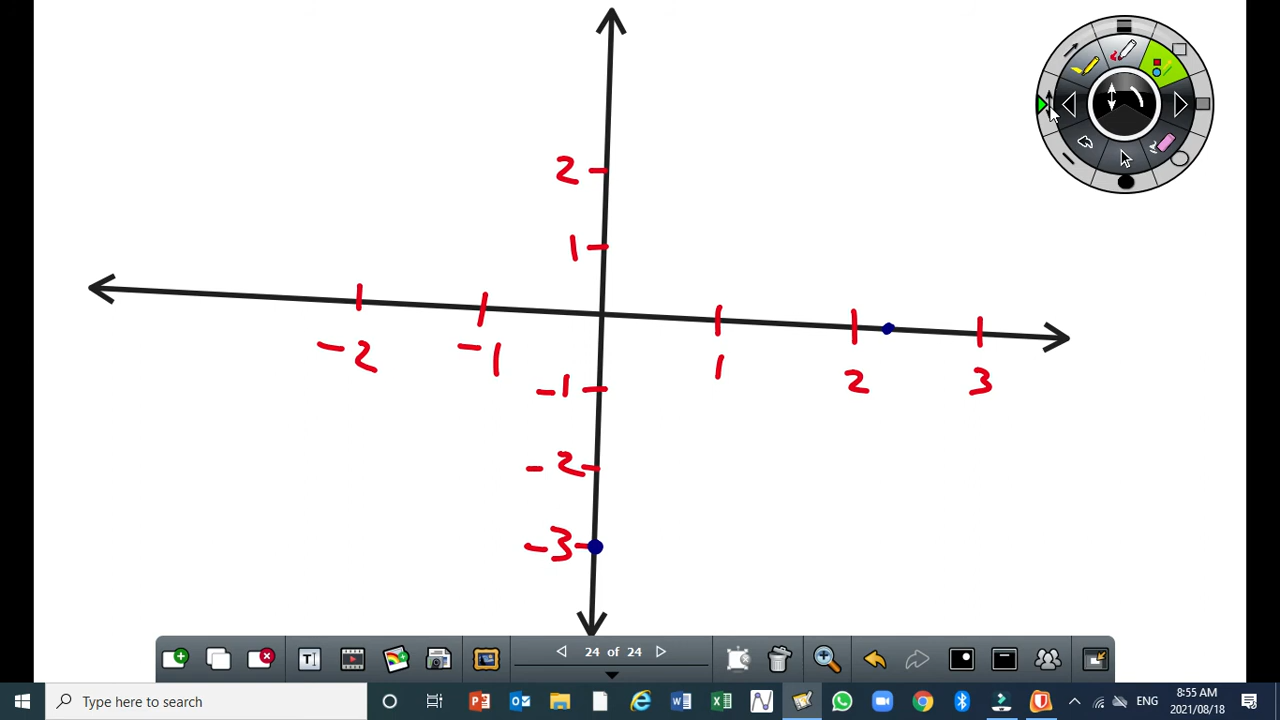 2
1
-2
-1
1
2
3
-1
-2
-3
24 of 24
Type here to search
ENG
8:55 AM
2021/08/18